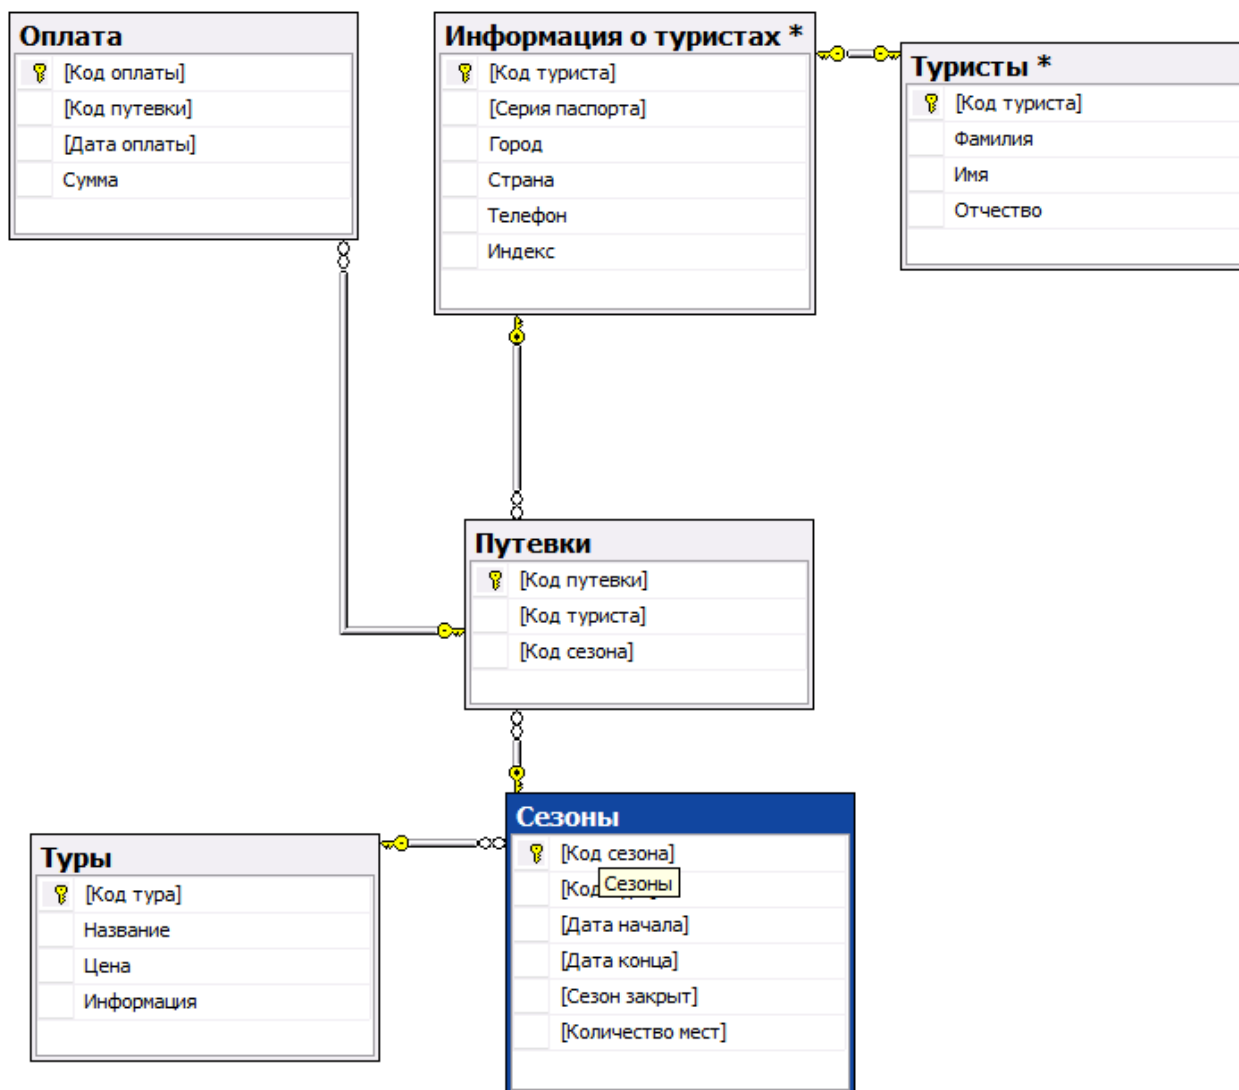 Оплата
[Код оплаты]
[Код путевки]
[Дата оплаты]
Сумма
Информация о туристах *
[Код туриста]
[Серия паспорта]
Город
Страна
Телефон
Индекс
Туристы *
[Код туриста]
Фамилия
Имя
Отчество
Путевки
[Код путевки]
[Код туриста]
[Код сезона]
Туры
[Код тура]
Название
Цена
Информация
Сезоны
[Код сезона]
[Код
Сезоны
[Дата начала]
[Дата конца]
[Сезон закрыт]
[Количество мест]